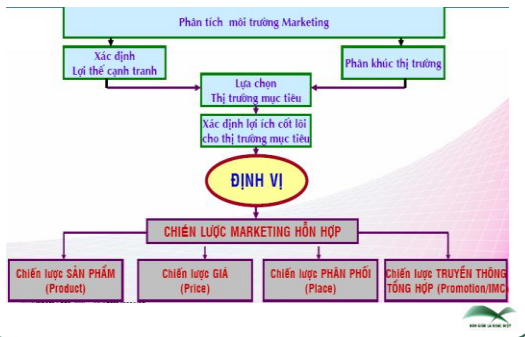 Phân tích môi trường Marketing
Xác định
Lợi thế cạnh tranh
Phân khúc thị trường
Lựa chọn
Thị trường mục tiêu
Xác định lợi ích cốt lõi
cho thị trường mục tiêu
ĐỊNH VỊ
CHIẾN LƯỢC MARKETING HỖN HỢP
Chiến lược SẢN PHẨM
(Product)
Chiến lược GIÁ
(Price)
Chiến lược PHÂN PHỐI
(Place)
Chiến lược TRUYỀN THÔNG
TỔNG HỢP (Promotion/IMC)